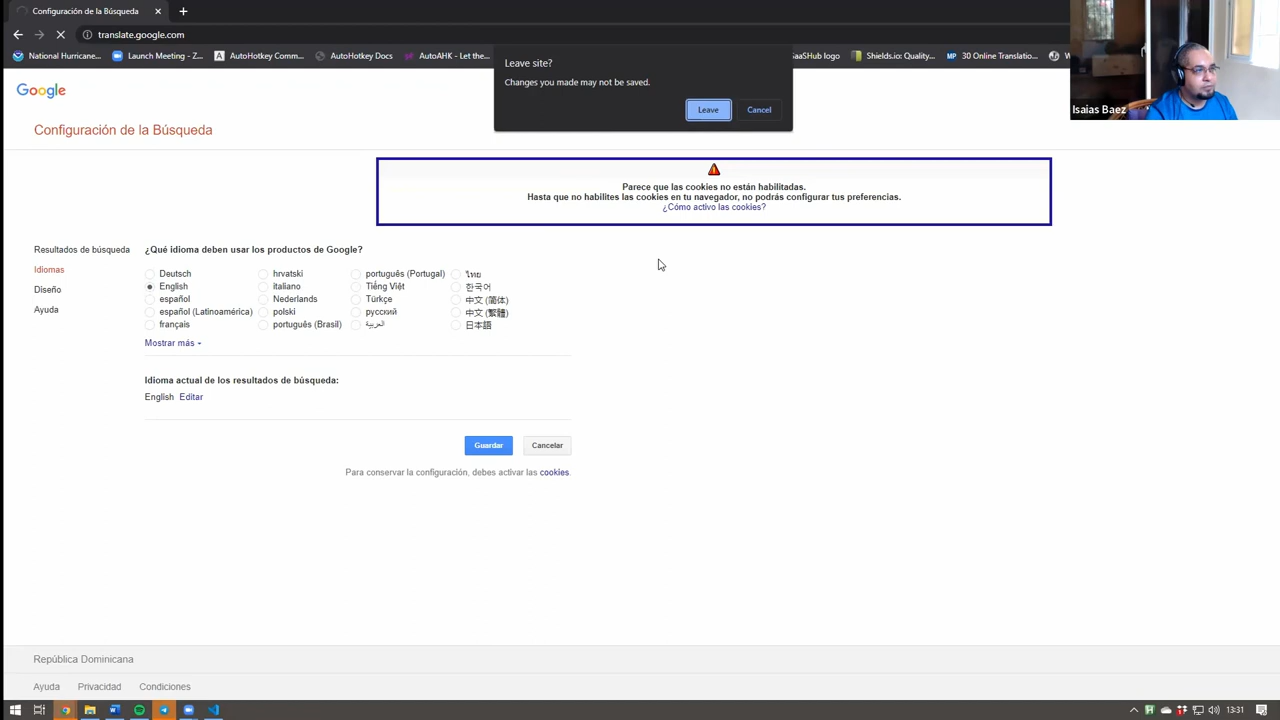 Configuración de la Búsqueda
translate.google.com
National Hurricane...
Launch Meeting - Z...
AutoHotkey Comm...
AutoHotkey Docs
AutoAHK - Let the...
SaaSHub logo
Shields.io: Quality...
30 Online Translatio...
Leave site?
Changes you made may not be saved.
Leave
Cancel
Isaias Baez
Google
Configuración de la Búsqueda
Parece que las cookies no están habilitadas.
Hasta que no habilites las cookies en tu navegador, no podrás configurar tus preferencias.
¿Cómo activo las cookies?
Resultados de búsqueda
Idiomas
Diseño
Ayuda
¿Qué idioma deben usar los productos de Google?
Deutsch
hrvatski
português (Portugal)
ไทย
English
italiano
Tiếng Việt
한국어
español
Nederlands
Türkçe
中文 (简体)
español (Latinoamérica)
polski
русский
中文 (繁體)
français
português (Brasil)
العربية
日本語
Mostrar más
Idioma actual de los resultados de búsqueda:
English Editar
Guardar
Cancelar
Para conservar la configuración, debes activar las cookies.
República Dominicana
Ayuda
Privacidad
Condiciones
13:31